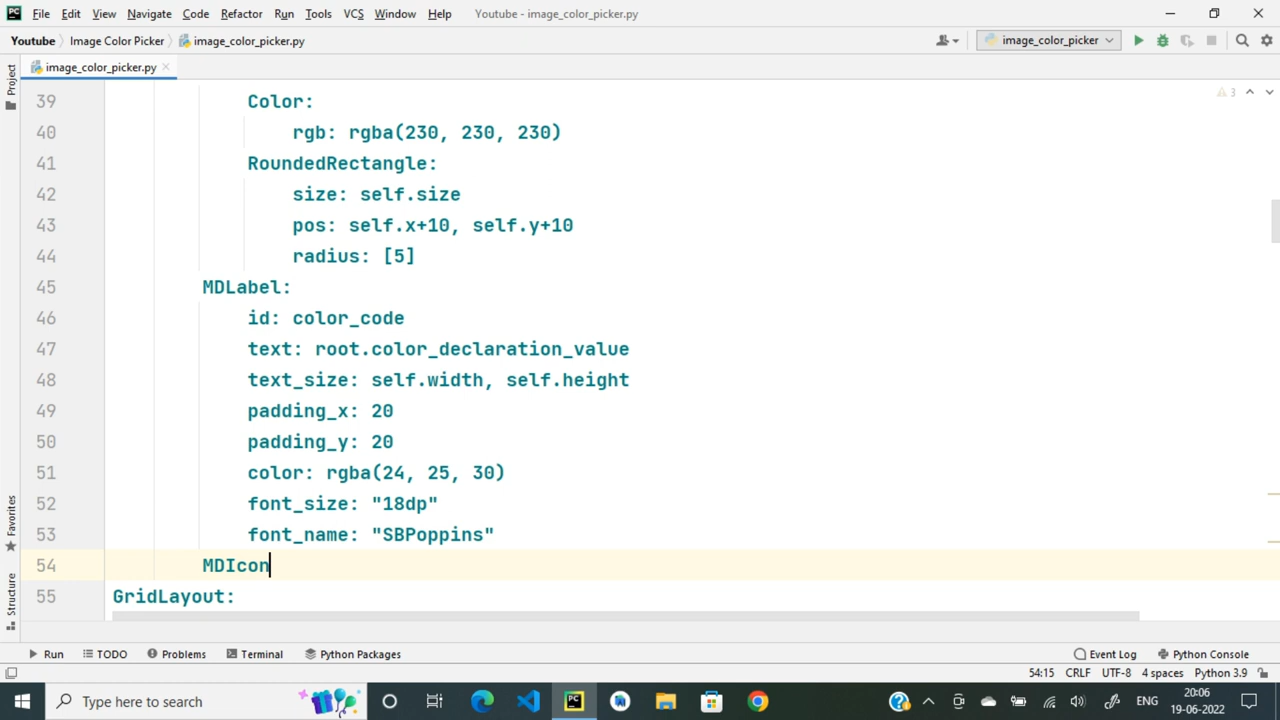 File Edit View Navigate Code Refactor Run Tools VCS Window Help Youtube - image_color_picker.py
Youtube Image Color Picker image_color_picker.py image_color_picker
image_color_picker.py
Project
3
39 Color:
40 rgb: rgba(230, 230, 230)
41 RoundedRectangle:
42 size: self.size
43 pos: self.x+10, self.y+10
44 radius: [5]
45 MDLabel:
46 id: color_code
47 text: root.color_declaration_value
48 text_size: self.width, self.height
49 padding_x: 20
50 padding_y: 20
51 color: rgba(24, 25, 30)
52 font_size: "18dp"
53 font_name: "SBPoppins"
54 MDIcon
55 GridLayout:
Favorites
Structure
Run TODO Problems Terminal Python Packages Event Log Python Console
54:15 CRLF UTF-8 4 spaces Python 3.9
Type here to search
ENG
20:06
19-06-2022